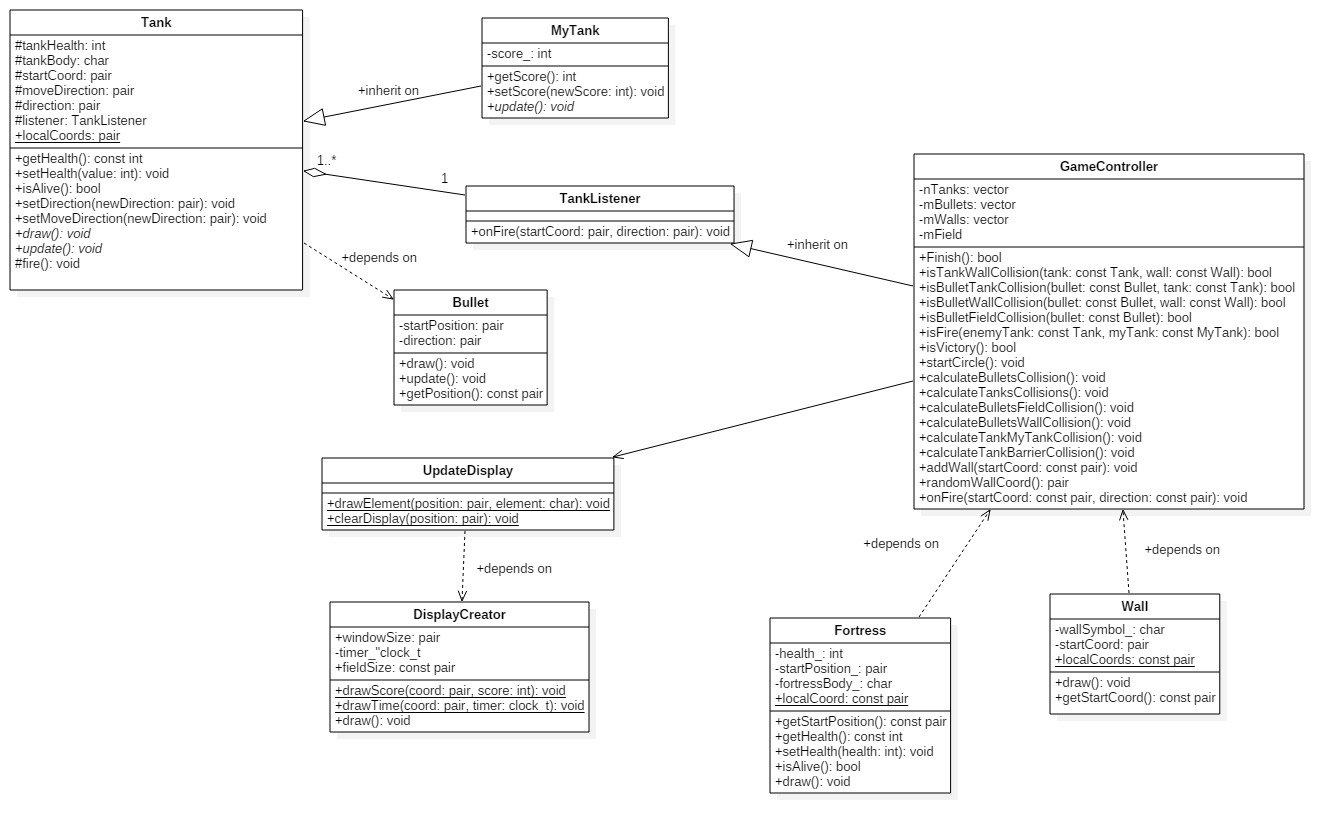 Tank
#tankHealth: int
#tankBody: char
#startCoord: pair
#moveDirection: pair
#direction: pair
#listener: TankListener
+localCoords: pair
+getHealth(): const int
+setHealth(value: int): void
+isAlive(): bool
+setDirection(newDirection: pair): void
+setMoveDirection(newDirection: pair): void
+draw(): void
+update(): void
#fire(): void
MyTank
-score_: int
+getScore(): int
+setScore(newScore: int): void
+update(): void
+inherit on
1..*
1
TankListener
+onFire(startCoord: pair, direction: pair): void
+inherit on
+depends on
Bullet
-startPosition: pair
-direction: pair
+draw(): void
+update(): void
+getPosition(): const pair
GameController
-nTanks: vector
-mBullets: vector
-mWalls: vector
-mField
+Finish(): bool
+isTankWallCollision(tank: const Tank, wall: const Wall): bool
+isBulletTankCollision(bullet: const Bullet, tank: const Tank): bool
+isBulletWallCollision(bullet: const Bullet, wall: const Wall): bool
+isBulletFieldCollision(bullet: const Bullet): bool
+isFire(enemyTank: const Tank, myTank: const MyTank): bool
+isVictory(): bool
+startCircle(): void
+calculateBulletsCollision(): void
+calculateTanksCollisions(): void
+calculateBulletsFieldCollision(): void
+calculateBulletsWallCollision(): void
+calculateTankMyTankCollision(): void
+calculateTankBarrierCollision(): void
+addWall(startCoord: const pair): void
+randomWallCoord(): pair
+onFire(startCoord: const pair, direction: const pair): void
UpdateDisplay
+drawElement(position: pair, element: char): void
+clearDisplay(position: pair): void
+depends on
DisplayCreator
+windowSize: pair
-timer_"clock_t
+fieldSize: const pair
+drawScore(coord: pair, score: int): void
+drawTime(coord: pair, timer: clock_t): void
+draw(): void
+depends on
+depends on
Fortress
-health_: int
-startPosition_: pair
-fortressBody_: char
+localCoord: const pair
+getStartPosition(): const pair
+getHealth(): const int
+setHealth(health: int): void
+isAlive(): bool
+draw(): void
Wall
-wallSymbol_: char
-startCoord: pair
+localCoords: const pair
+draw(): void
+getStartCoord(): const pair